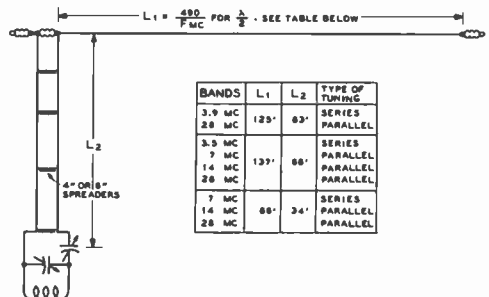 L1 = 490 / F MC FOR λ / 2 . SEE TABLE BELOW
L2
4" OR 6"
SPREADERS
BANDS L1 L2 TYPE OF TUNING
3.9 MC 125' 63' SERIES
28 MC PARALLEL
3.5 MC 137' 68' SERIES
7 MC PARALLEL
14 MC PARALLEL
28 MC PARALLEL
7 MC 68' 34' SERIES
14 MC PARALLEL
28 MC PARALLEL